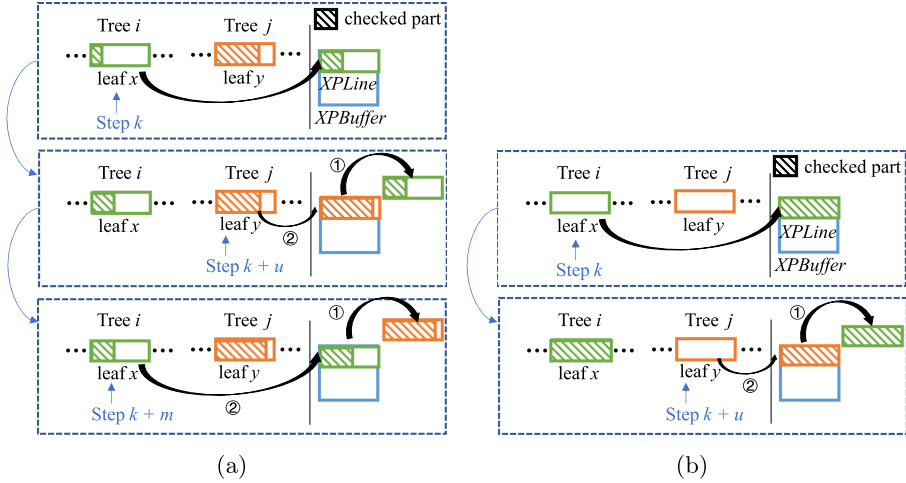 Tree i
Tree j
checked part
··· ··· ··· ···
leaf x
leaf y
XPLine
XPBuffer
Step k
Tree i
Tree j
①
··· ··· ··· ···
leaf x
leaf y
②
Step k + u
Tree i
Tree j
①
··· ··· ··· ···
leaf x
leaf y
②
Step k + m
(a)
Tree i
Tree j
checked part
··· ··· ··· ···
leaf x
leaf y
XPLine
XPBuffer
Step k
Tree i
Tree j
①
··· ··· ··· ···
leaf x
leaf y
②
Step k + u
(b)